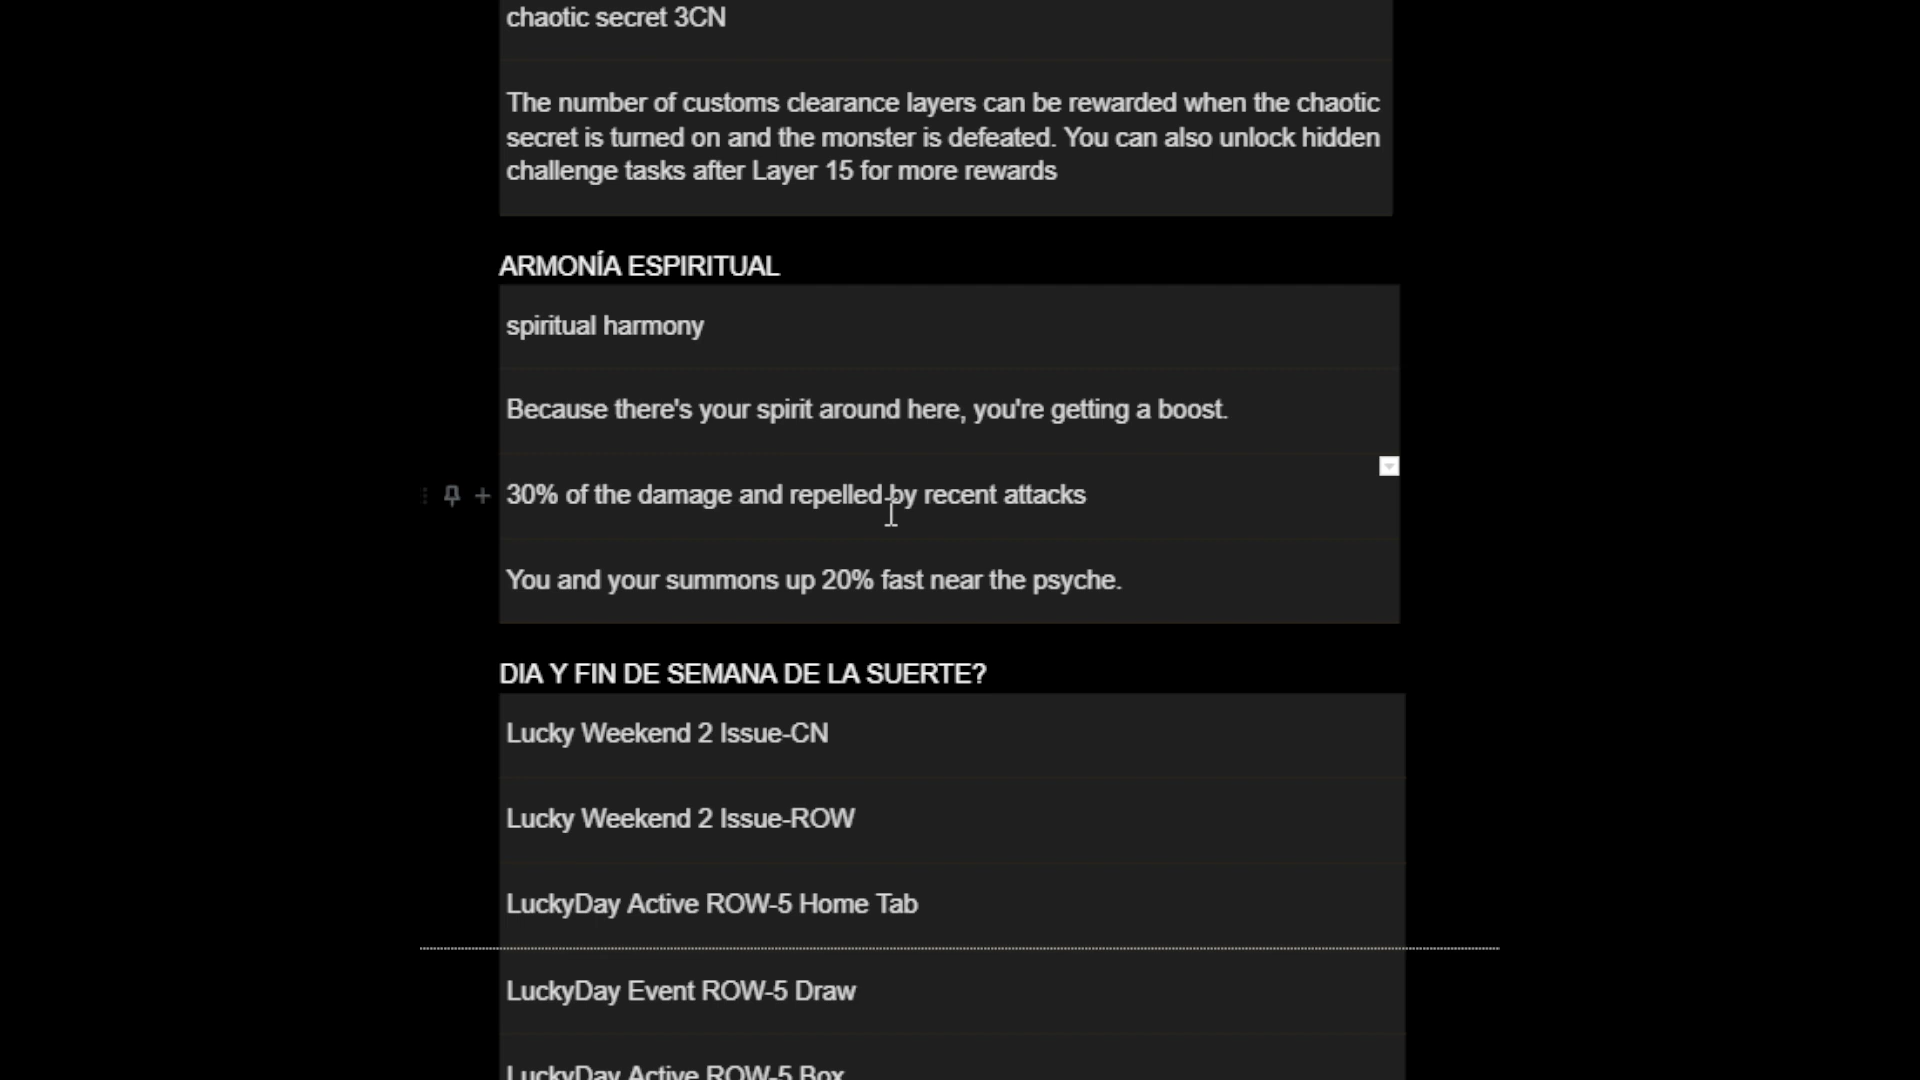 chaotic secret 3CN
The number of customs clearance layers can be rewarded when the chaotic
secret is turned on and the monster is defeated. You can also unlock hidden
challenge tasks after Layer 15 for more rewards
ARMONÍA ESPIRITUAL
spiritual harmony
Because there's your spirit around here, you're getting a boost.
30% of the damage and repelled by recent attacks
You and your summons up 20% fast near the psyche.
DIA Y FIN DE SEMANA DE LA SUERTE?
Lucky Weekend 2 Issue-CN
Lucky Weekend 2 Issue-ROW
LuckyDay Active ROW-5 Home Tab
LuckyDay Event ROW-5 Draw
LuckyDay Active ROW-5 Box